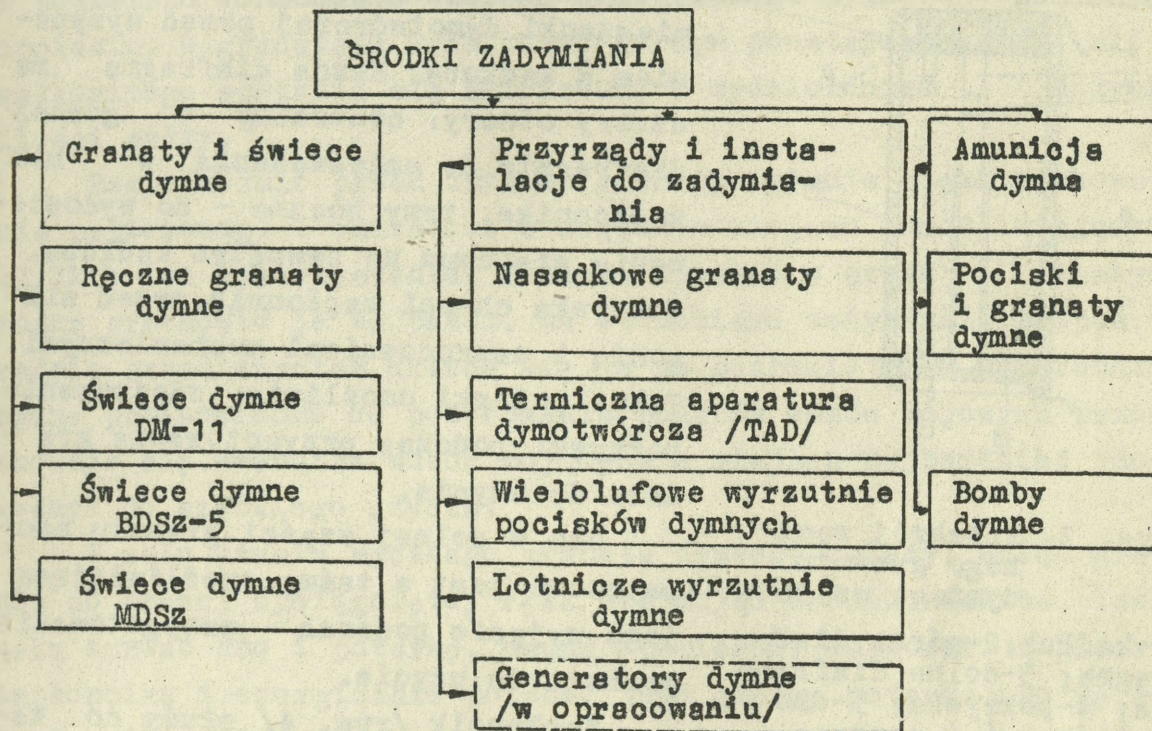 ŚRODKI ZADYMIANIA
Granaty i świece
dymne
Ręczne granaty
dymne
Świece dymne
DM-11
Świece dymne
BDSz-5
Świece dymne
MDSz
Przyrządy i insta-
lacje do zadymia-
nia
Nasadkowe granaty
dymne
Termiczna aparatura
dymotwórcza /TAD/
Wielolufowe wyrzutnie
pocisków dymnych
Lotnicze wyrzutnie
dymne
Generatory dymne
/w opracowaniu/
Amunicja
dymna
Pociski
i granaty
dymne
Bomby
dymne